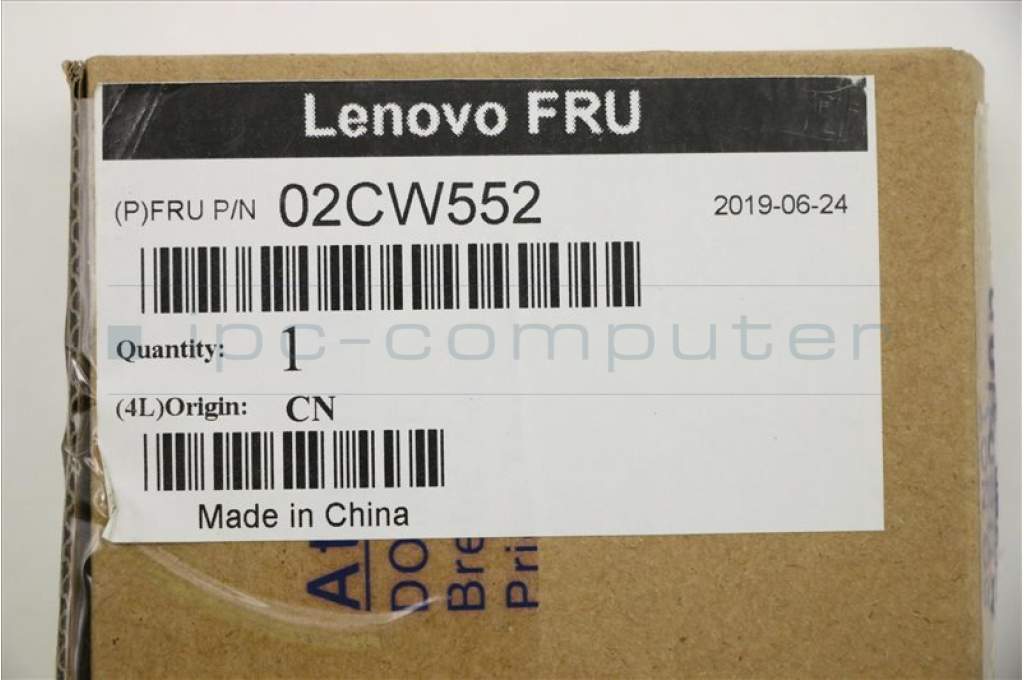 Lenovo FRU
(P)FRU P/N 02CW552 2019-06-24
ipc-computer
Quantity: 1
(4L)Origin: CN
Made in China